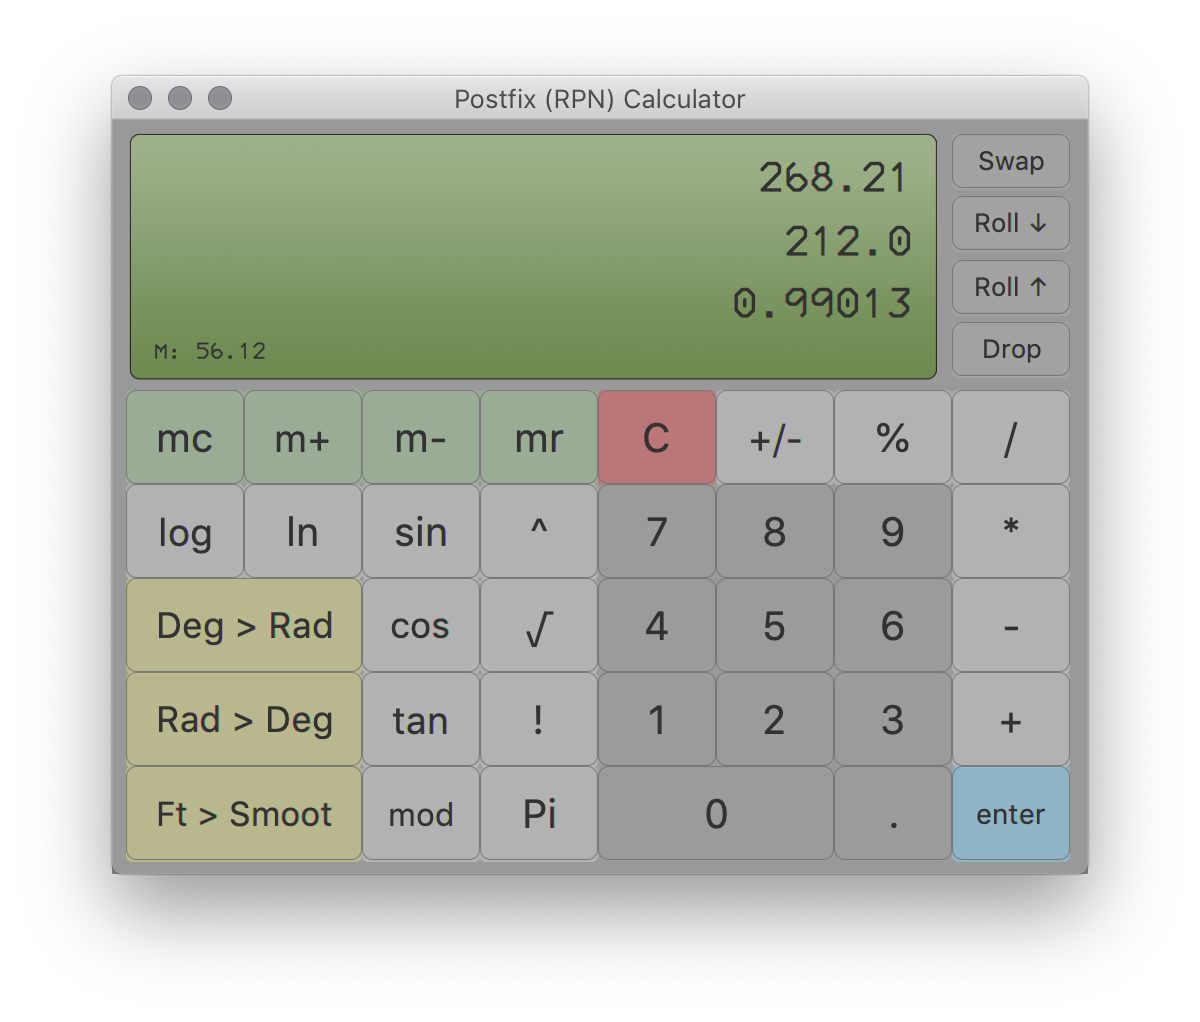 Postfix (RPN) Calculator
268.21
212.0
0.99013
M: 56.12
Swap
Roll ↓
Roll ↑
Drop
mc m+ m- mr C +/- % /
log ln sin ^ 7 8 9 *
Deg > Rad cos √ 4 5 6 -
Rad > Deg tan ! 1 2 3 +
Ft > Smoot mod Pi 0 . enter